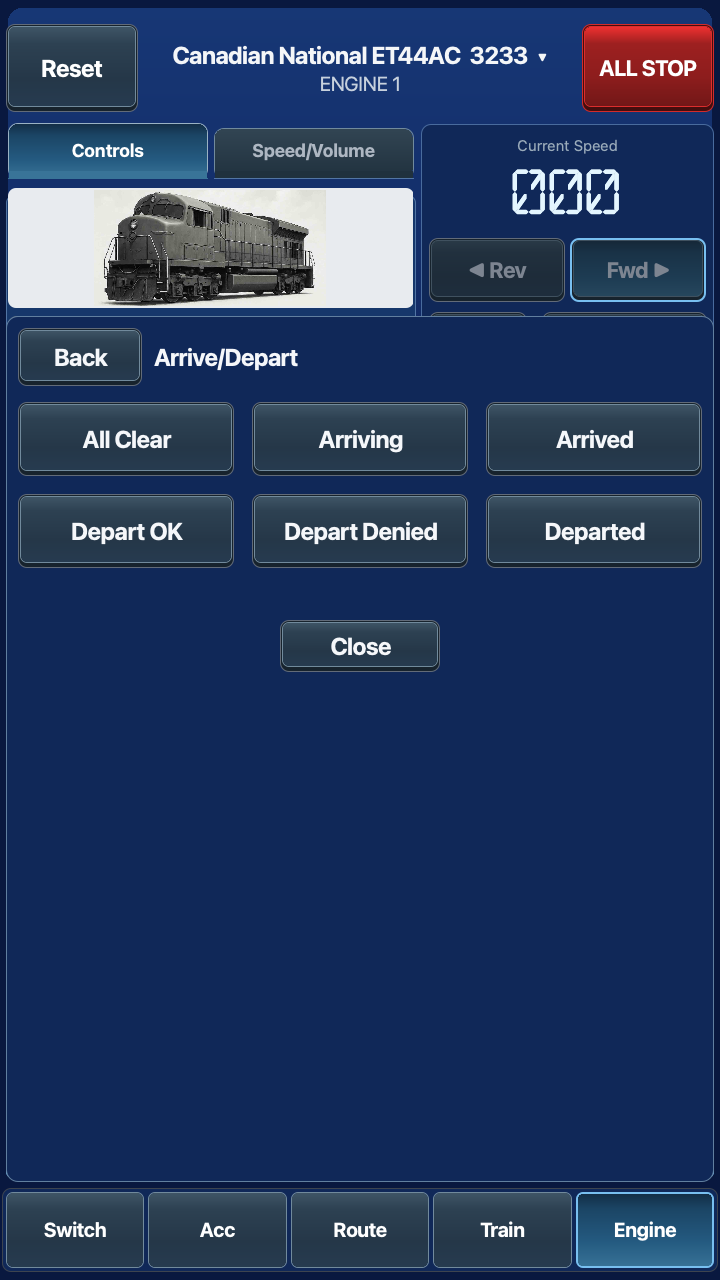 Reset
Canadian National ET44AC 3233 ▾
ENGINE 1
ALL STOP
Controls
Speed/Volume
Current Speed
000
◀ Rev
Fwd ▶
Back
Arrive/Depart
All Clear
Arriving
Arrived
Depart OK
Depart Denied
Departed
Close
Switch
Acc
Route
Train
Engine